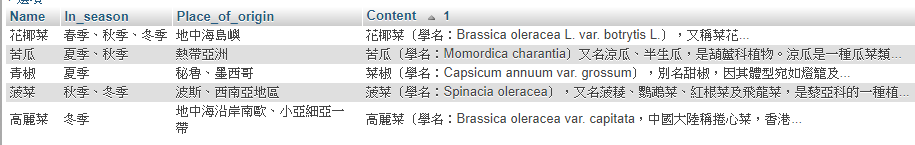 Name In_season Place_of_origin Content 1
花椰菜 春季、秋季、冬季 地中海島嶼 花椰菜〔學名：Brassica oleracea L. var. botrytis L.〕，又稱菜花...
苦瓜 夏季、秋季 熱帶亞洲 苦瓜〔學名：Momordica charantia〕又名涼瓜、半生瓜，是葫蘆科植物。涼瓜是一種瓜菜類...
青椒 夏季 秘魯、墨西哥 菜椒〔學名：Capsicum annuum var. grossum〕，別名甜椒，因其體型宛如燈籠及...
菠菜 秋季、冬季 波斯、西南亞地區 菠菜〔學名：Spinacia oleracea〕，又名菠薐、鸚鵡菜、紅根菜及飛龍菜，是藜亞科的一種植...
高麗菜 冬季 地中海沿岸南歐、小亞細亞一
帶 高麗菜〔學名：Brassica oleracea var. capitata，中國大陸稱捲心菜，香港...